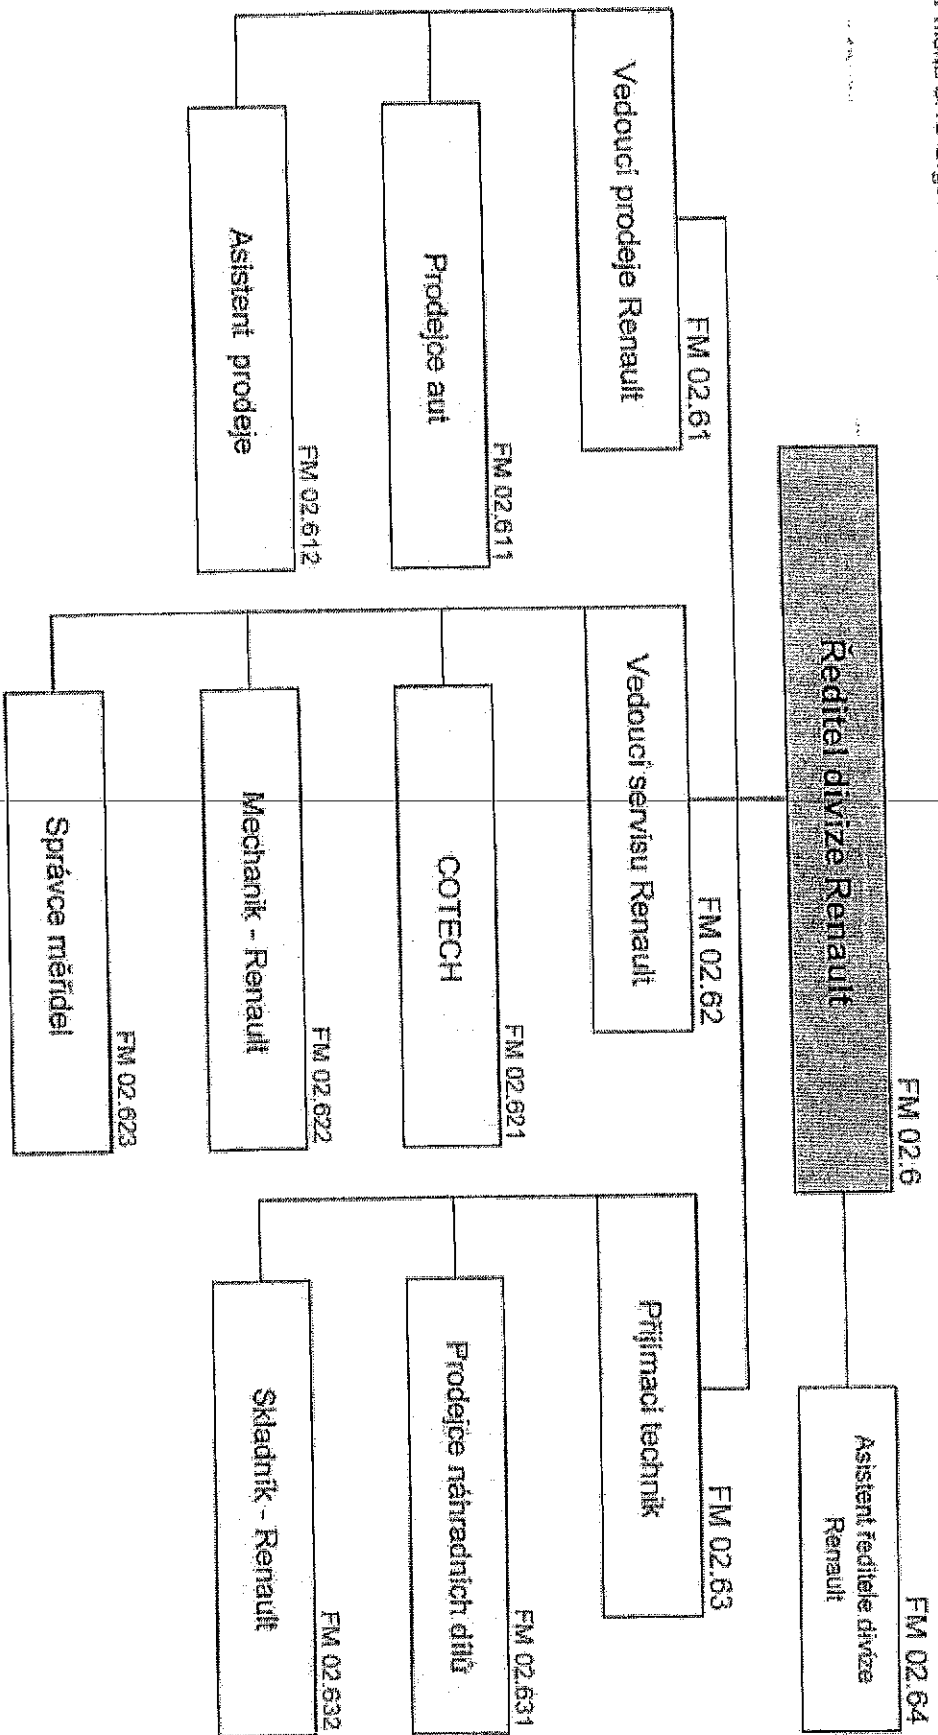 FM 02.6
Ředitel divize Renault
FM 02.64
Asistent ředitele divize
Renault
FM 02.61
Vedoucí prodeje Renault
FM 02.62
Vedoucí servisu Renault
FM 02.63
Přijímací technik
FM 02.611
Prodejce aut
FM 02.621
COTECH
FM 02.631
Prodejce náhradních dílů
FM 02.612
Asistent prodeje
FM 02.622
Mechanik - Renault
FM 02.632
Skladník - Renault
FM 02.623
Správce měřidel